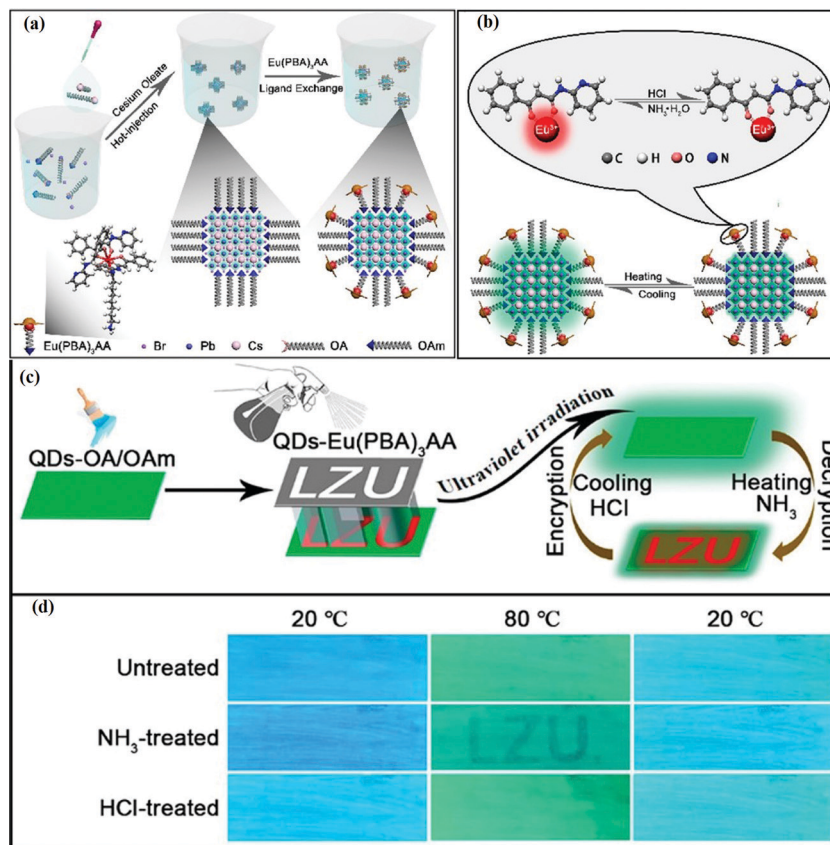 (a)
Cesium Oleate
Hot-injection
Eu(PBA)₃AA
Ligand Exchange
Eu(PBA)₃AA
Br
Pb
Cs
OA
OAm
(b)
HCl
NH₃·H₂O
Eu³⁺
Eu³⁺
C
H
O
N
Heating
Cooling
(c)
QDs-OA/OAm
QDs-Eu(PBA)₃AA
LZU
LZU
Ultraviolet irradiation
Encryption
Cooling
HCl
Heating
NH₃
Decryption
LZU
(d)
20 °C
80 °C
20 °C
Untreated
NH₃-treated
LZU
HCl-treated